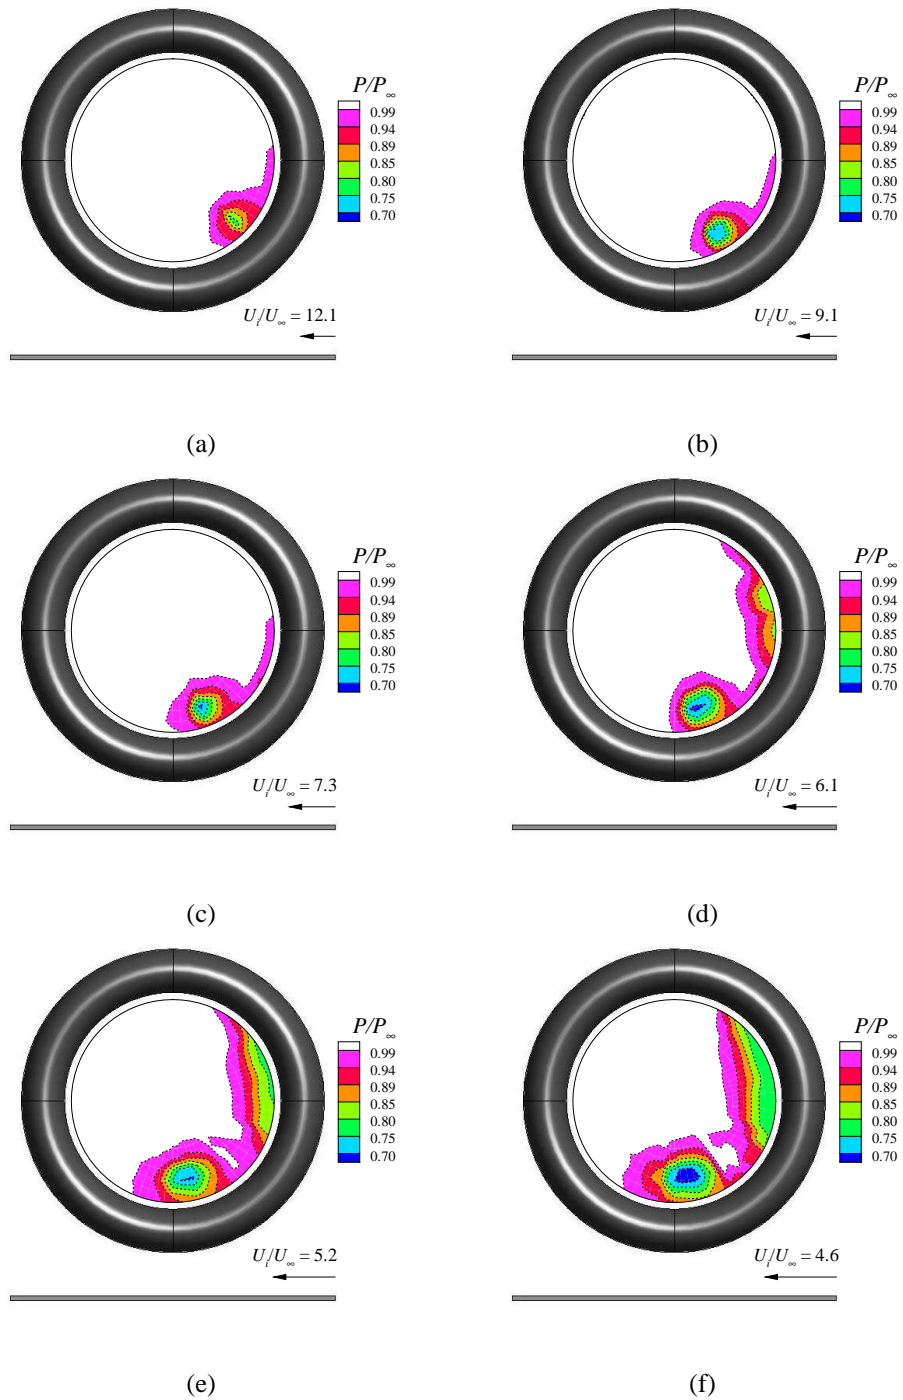 P/P∞
0.99
0.94
0.89
0.85
0.80
0.75
0.70
U_i/U∞ = 12.1
(a)
P/P∞
0.99
0.94
0.89
0.85
0.80
0.75
0.70
U_i/U∞ = 9.1
(b)
P/P∞
0.99
0.94
0.89
0.85
0.80
0.75
0.70
U_i/U∞ = 7.3
(c)
P/P∞
0.99
0.94
0.89
0.85
0.80
0.75
0.70
U_i/U∞ = 6.1
(d)
P/P∞
0.99
0.94
0.89
0.85
0.80
0.75
0.70
U_i/U∞ = 5.2
(e)
P/P∞
0.99
0.94
0.89
0.85
0.80
0.75
0.70
U_i/U∞ = 4.6
(f)